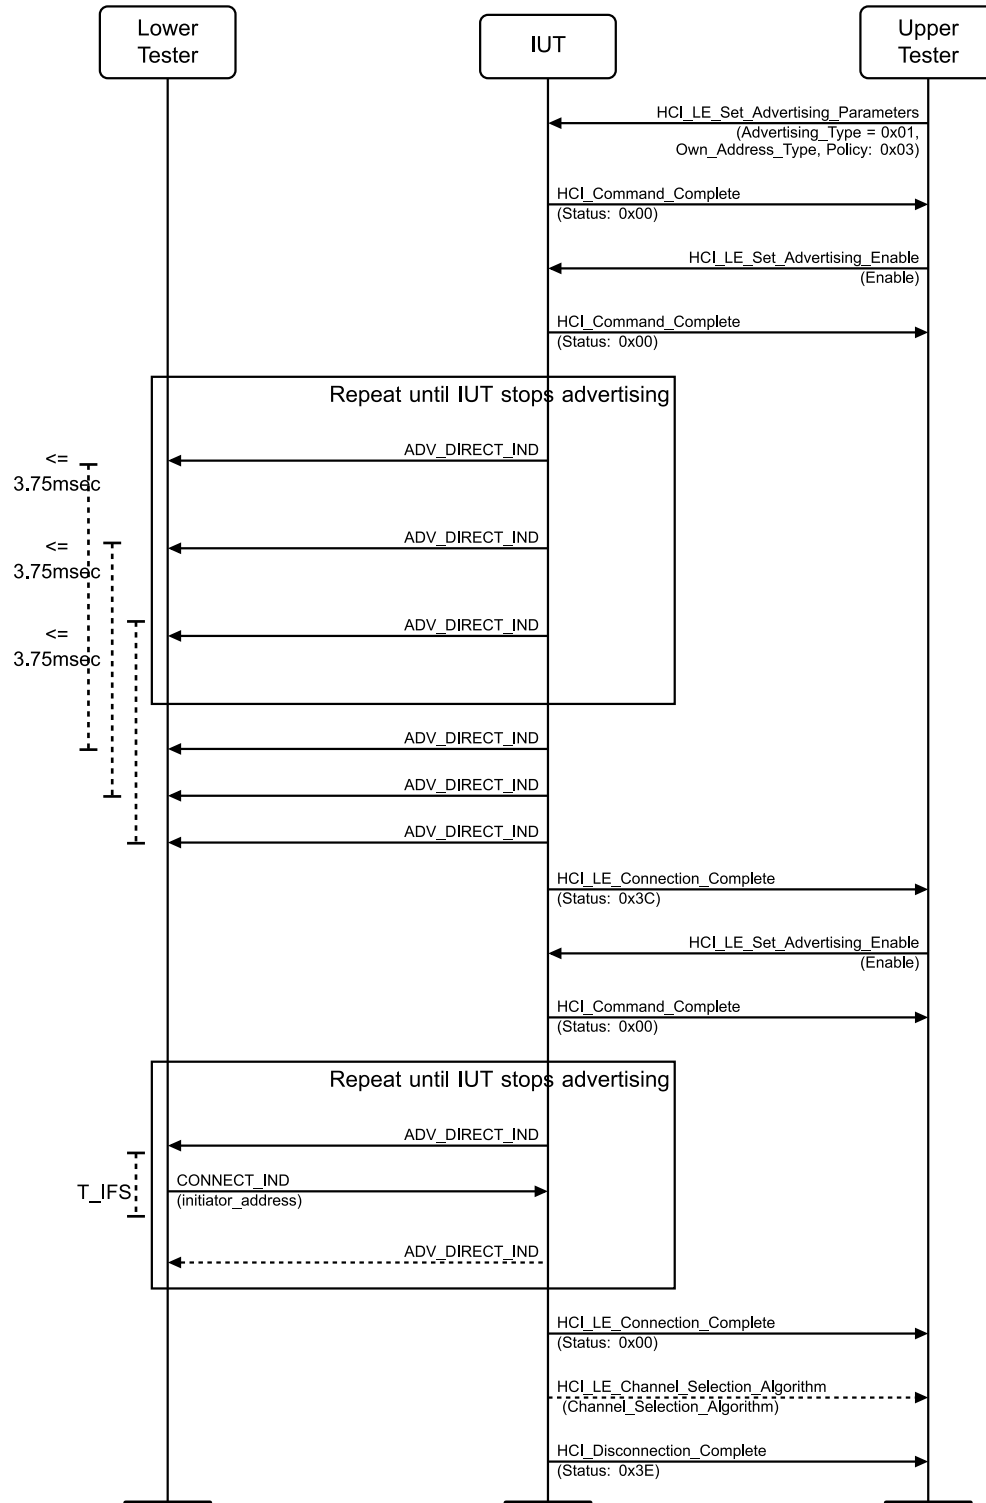 Lower
Tester
IUT
Upper
Tester
HCI_LE_Set_Advertising_Parameters
(Advertising_Type = 0x01,
Own_Address_Type, Policy: 0x03)
HCI_Command_Complete
(Status: 0x00)
HCI_LE_Set_Advertising_Enable
(Enable)
HCI_Command_Complete
(Status: 0x00)
Repeat until IUT stops advertising
ADV_DIRECT_IND
<=
3.75msec
ADV_DIRECT_IND
<=
3.75msec
ADV_DIRECT_IND
<=
3.75msec
ADV_DIRECT_IND
ADV_DIRECT_IND
ADV_DIRECT_IND
HCI_LE_Connection_Complete
(Status: 0x3C)
HCI_LE_Set_Advertising_Enable
(Enable)
HCI_Command_Complete
(Status: 0x00)
Repeat until IUT stops advertising
ADV_DIRECT_IND
T_IFS
CONNECT_IND
(initiator_address)
ADV_DIRECT_IND
HCI_LE_Connection_Complete
(Status: 0x00)
HCI_LE_Channel_Selection_Algorithm
(Channel_Selection_Algorithm)
HCI_Disconnection_Complete
(Status: 0x3E)